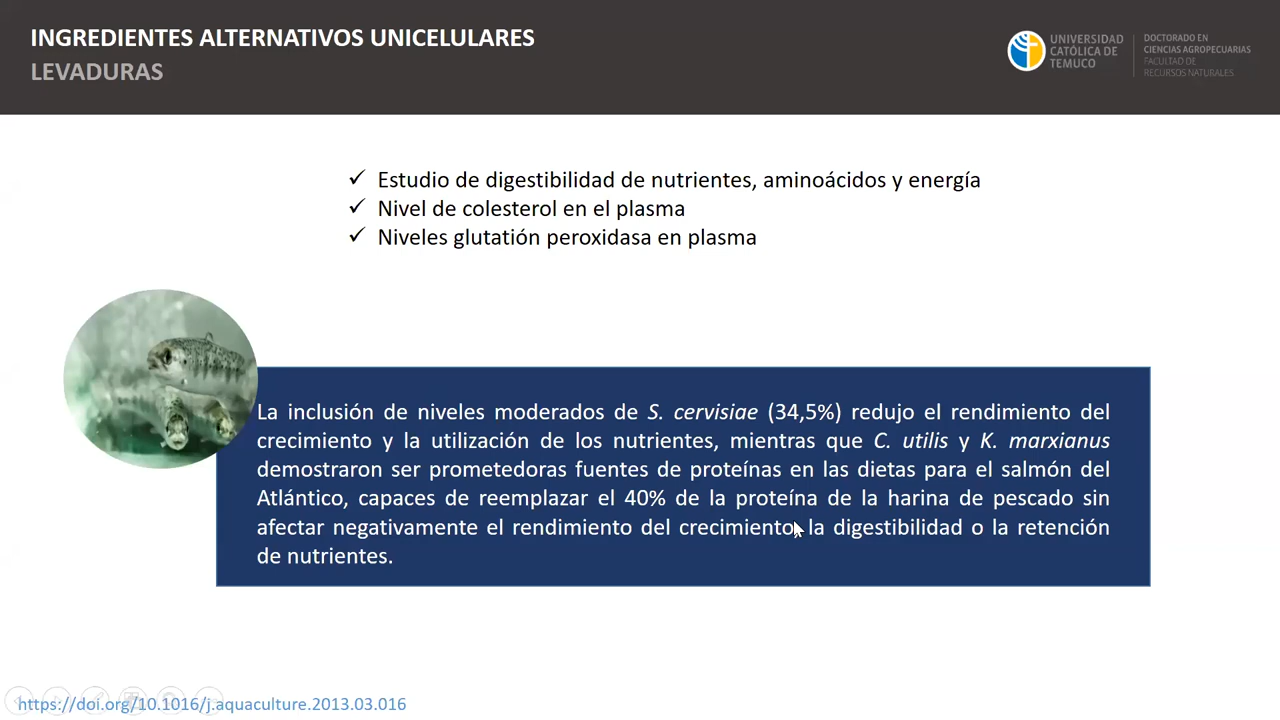 INGREDIENTES ALTERNATIVOS UNICELULARES
LEVADURAS
UNIVERSIDAD
CATÓLICA DE
TEMUCO
DOCTORADO EN
CIENCIAS AGROPECUARIAS
FACULTAD DE
RECURSOS NATURALES
✓ Estudio de digestibilidad de nutrientes, aminoácidos y energía
✓ Nivel de colesterol en el plasma
✓ Niveles glutatión peroxidasa en plasma
La inclusión de niveles moderados de S. cervisiae (34,5%) redujo el rendimiento del
crecimiento y la utilización de los nutrientes, mientras que C. utilis y K. marxianus
demostraron ser prometedoras fuentes de proteínas en las dietas para el salmón del
Atlántico, capaces de reemplazar el 40% de la proteína de la harina de pescado sin
afectar negativamente el rendimiento del crecimiento, la digestibilidad o la retención
de nutrientes.
https://doi.org/10.1016/j.aquaculture.2013.03.016